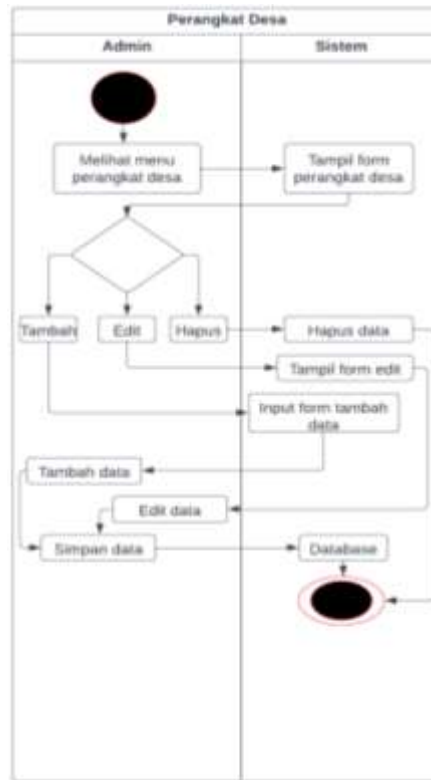 Perangkat Desa
Admin
Sistem
Melihat menu
perangkat desa
Tampil form
perangkat desa
Tambah
Edit
Hapus
Hapus data
Tampil form edit
Input form tambah
data
Tambah data
Edit data
Simpan data
Database